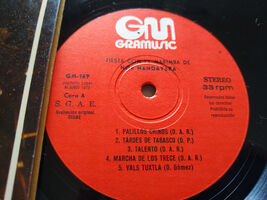 GM
GRAMUSIC
FIESTA CON LA MARIMBA DE
GM-169
STEREO
33 rpm
Cara A
S. G. A. E.
1. PALILLOS CHINOS (D. A. R.)
2. TARDES DE TABASCO (D. P.)
3. TALENTO (D. A. R.)
4. MARCHA DE LOS TRECE (D. A. R.)
5. VALS TUXTLA (D. Gómez)